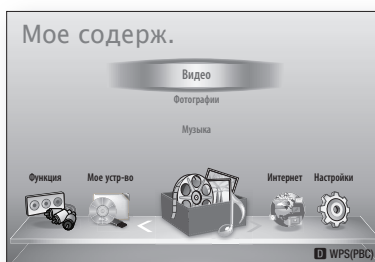 Мое содерж.
Видео
Фотографии
Музыка
Функция Мое устр-во Интернет Настройки
D WPS(PBC)